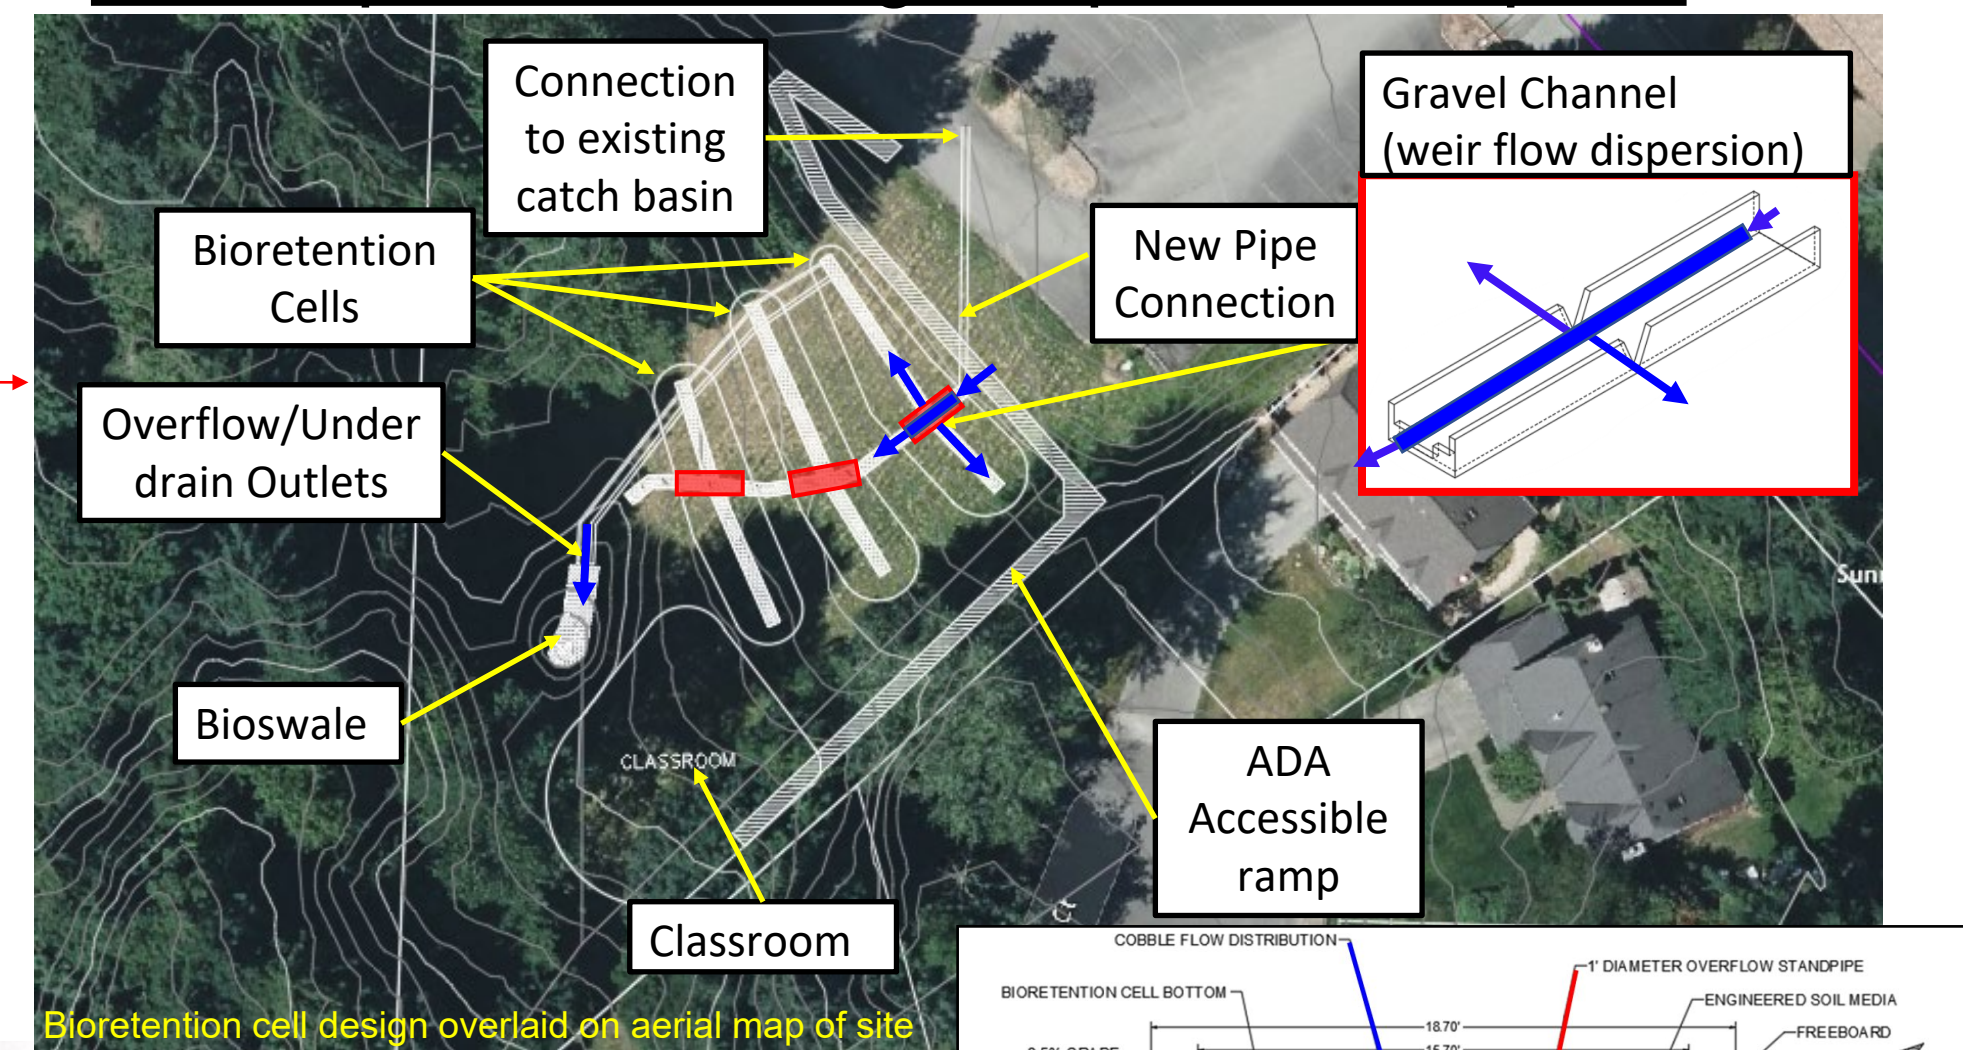 Connection
to existing
catch basin
Gravel Channel
(weir flow dispersion)
Bioretention
Cells
New Pipe
Connection
Overflow/Under
drain Outlets
Bioswale
CLASSROOM
ADA
Accessible
ramp
Classroom
Bioretention cell design overlaid on aerial map of site
COBBLE FLOW DISTRIBUTION
1' DIAMETER OVERFLOW STANDPIPE
BIORETENTION CELL BOTTOM
ENGINEERED SOIL MEDIA
18.70'
FREEBOARD